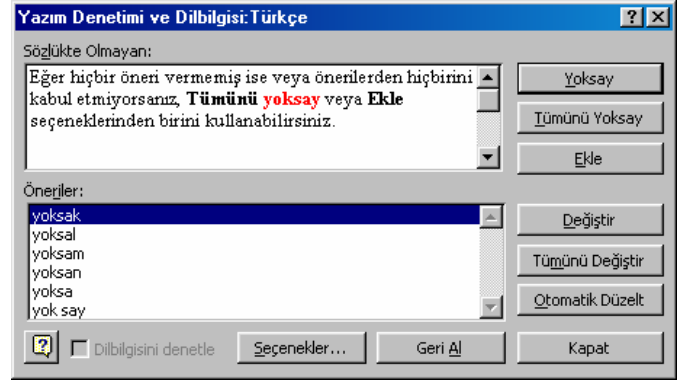 Yazım Denetimi ve Dilbilgisi:Türkçe
Sözlükte Olmayan:
Eğer hiçbir öneri vermemiş ise veya önerilerden hiçbirini
kabul etmiyorsanız, Tümünü yoksay veya Ekle
seçeneklerinden birini kullanabilirsiniz.
Yoksay
Tümünü Yoksay
Ekle
Öneriler:
yoksak
yoksal
yoksam
yoksan
yoksa
yok say
Değiştir
Tümünü Değiştir
Otomatik Düzelt
Dilbilgisini denetle
Seçenekler...
Geri Al
Kapat